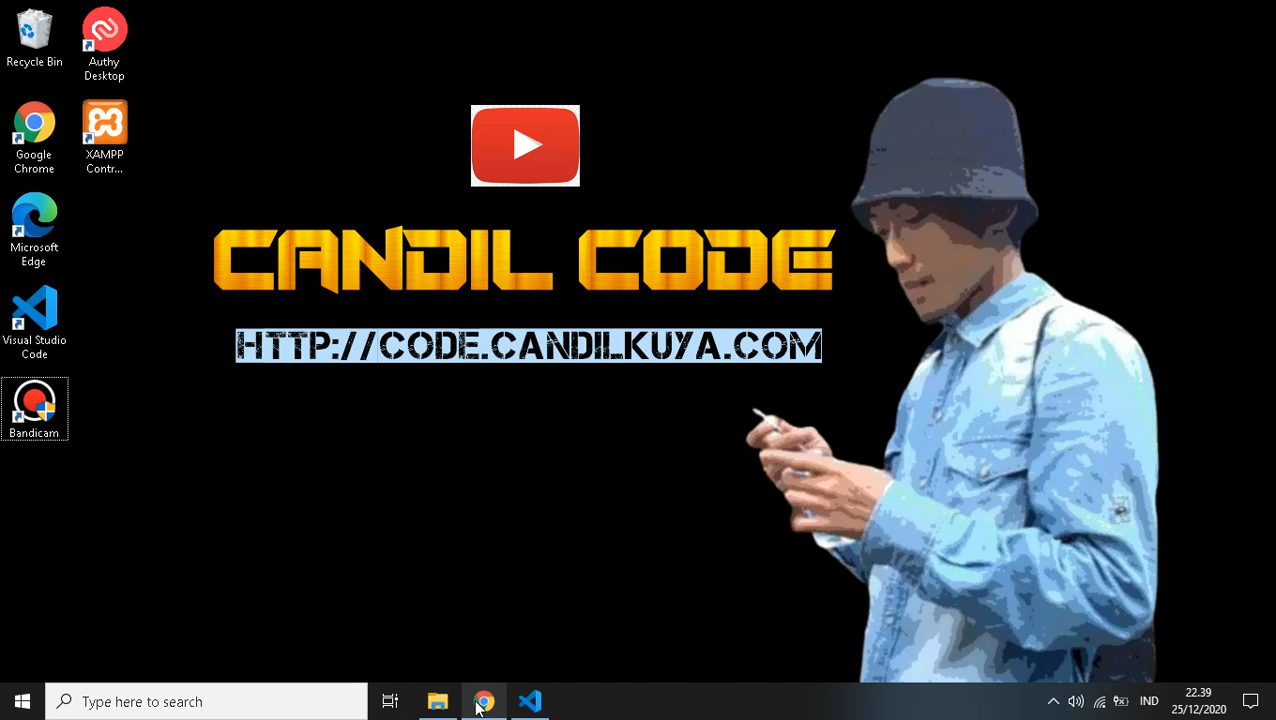 Recycle Bin
Authy
Desktop
Google
Chrome
XAMPP
Contr...
Microsoft
Edge
Visual Studio
Code
Bandicam
CANDIL CODE
HTTP://CODE.CANDILKUYA.COM
Type here to search
IND
22.39
25/12/2020